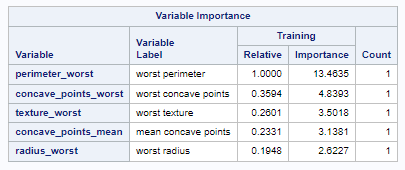 Variable Importance
Variable Variable Label Training
Relative Importance Count
perimeter_worst worst perimeter 1.0000 13.4635 1
concave_points_worst worst concave points 0.3594 4.8393 1
texture_worst worst texture 0.2601 3.5018 1
concave_points_mean mean concave points 0.2331 3.1381 1
radius_worst worst radius 0.1948 2.6227 1